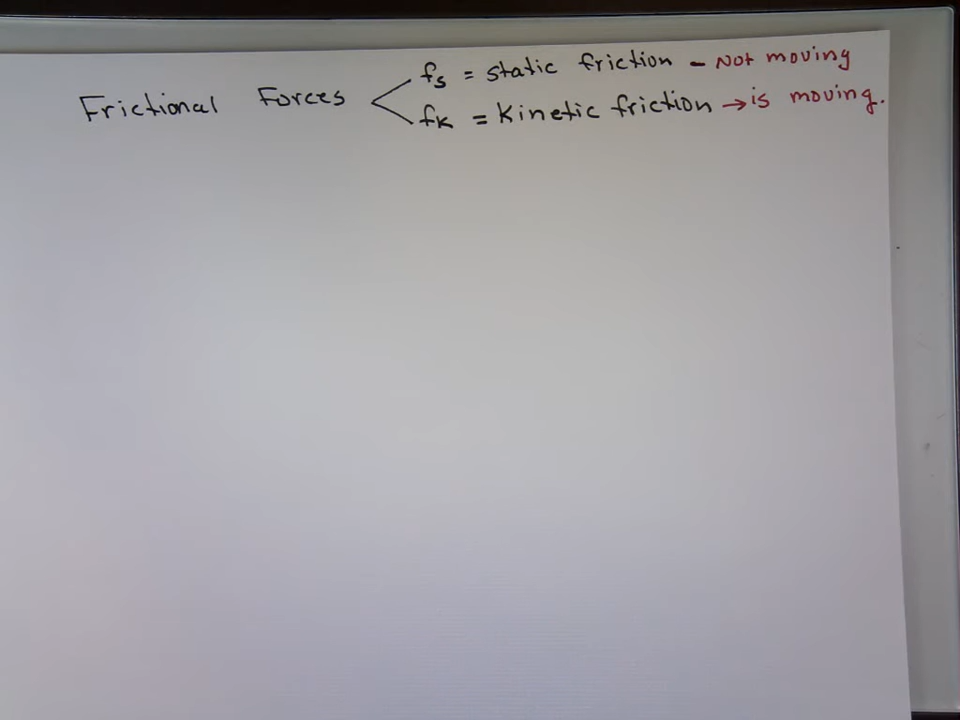 Frictional Forces
fs = static friction - Not moving
fk = kinetic friction → is moving.